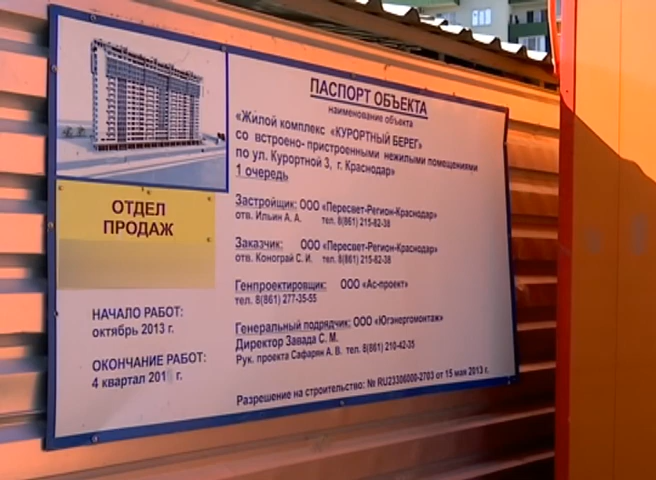 ПАСПОРТ ОБЪЕКТА
наименование объекта
«Жилой комплекс «КУРОРТНЫЙ БЕРЕГ»
со встроено- пристроенными нежилыми помещениями
по ул. Курортной 3, г. Краснодар»
1 очередь
Застройщик: ООО «Пересвет-Регион-Краснодар»
отв. Ильин А. А. тел. 8(861) 215-82-38
Заказчик: ООО «Пересвет-Регион-Краснодар»
отв. Конограй С. И. тел. 8(861) 215-82-38
Генпроектировщик: ООО «Ас-проект»
тел. 8(861) 277-35-55
Генеральный подрядчик: ООО «Югэнергомонтаж»
Директор Завада С. М.
Рук. проекта Сафарян А. В. тел. 8(861) 210-42-35
Разрешение на строительство: № RU23306000-2703 от 15 мая 2013 г.
ОТДЕЛ
ПРОДАЖ
НАЧАЛО РАБОТ:
октябрь 2013 г.
ОКОНЧАНИЕ РАБОТ:
4 квартал 201 г.